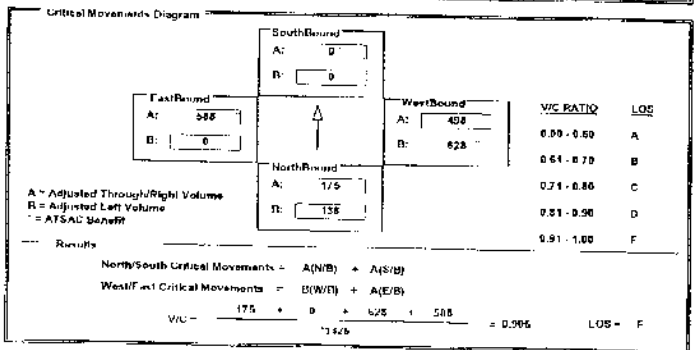 Critical Movements Diagram
SouthBound
A: 0
B: 0
EastBound
A: 588
B: 0
WestBound
A: 498
B: 628
NorthBound
A: 175
B: 138
V/C RATIO LOS
0.00 - 0.60 A
0.61 - 0.70 B
0.71 - 0.80 C
0.81 - 0.90 D
0.91 - 1.00 E
A = Adjusted Through/Right Volume
B = Adjusted Left Volume
* = ATSAC Benefit
Results
North/South Critical Movements = A(N/B) + A(S/B)
West/East Critical Movements = B(W/B) + A(E/B)
V/C = 175 + 0 + 628 + 588 = 0.906 LOS =
*1425